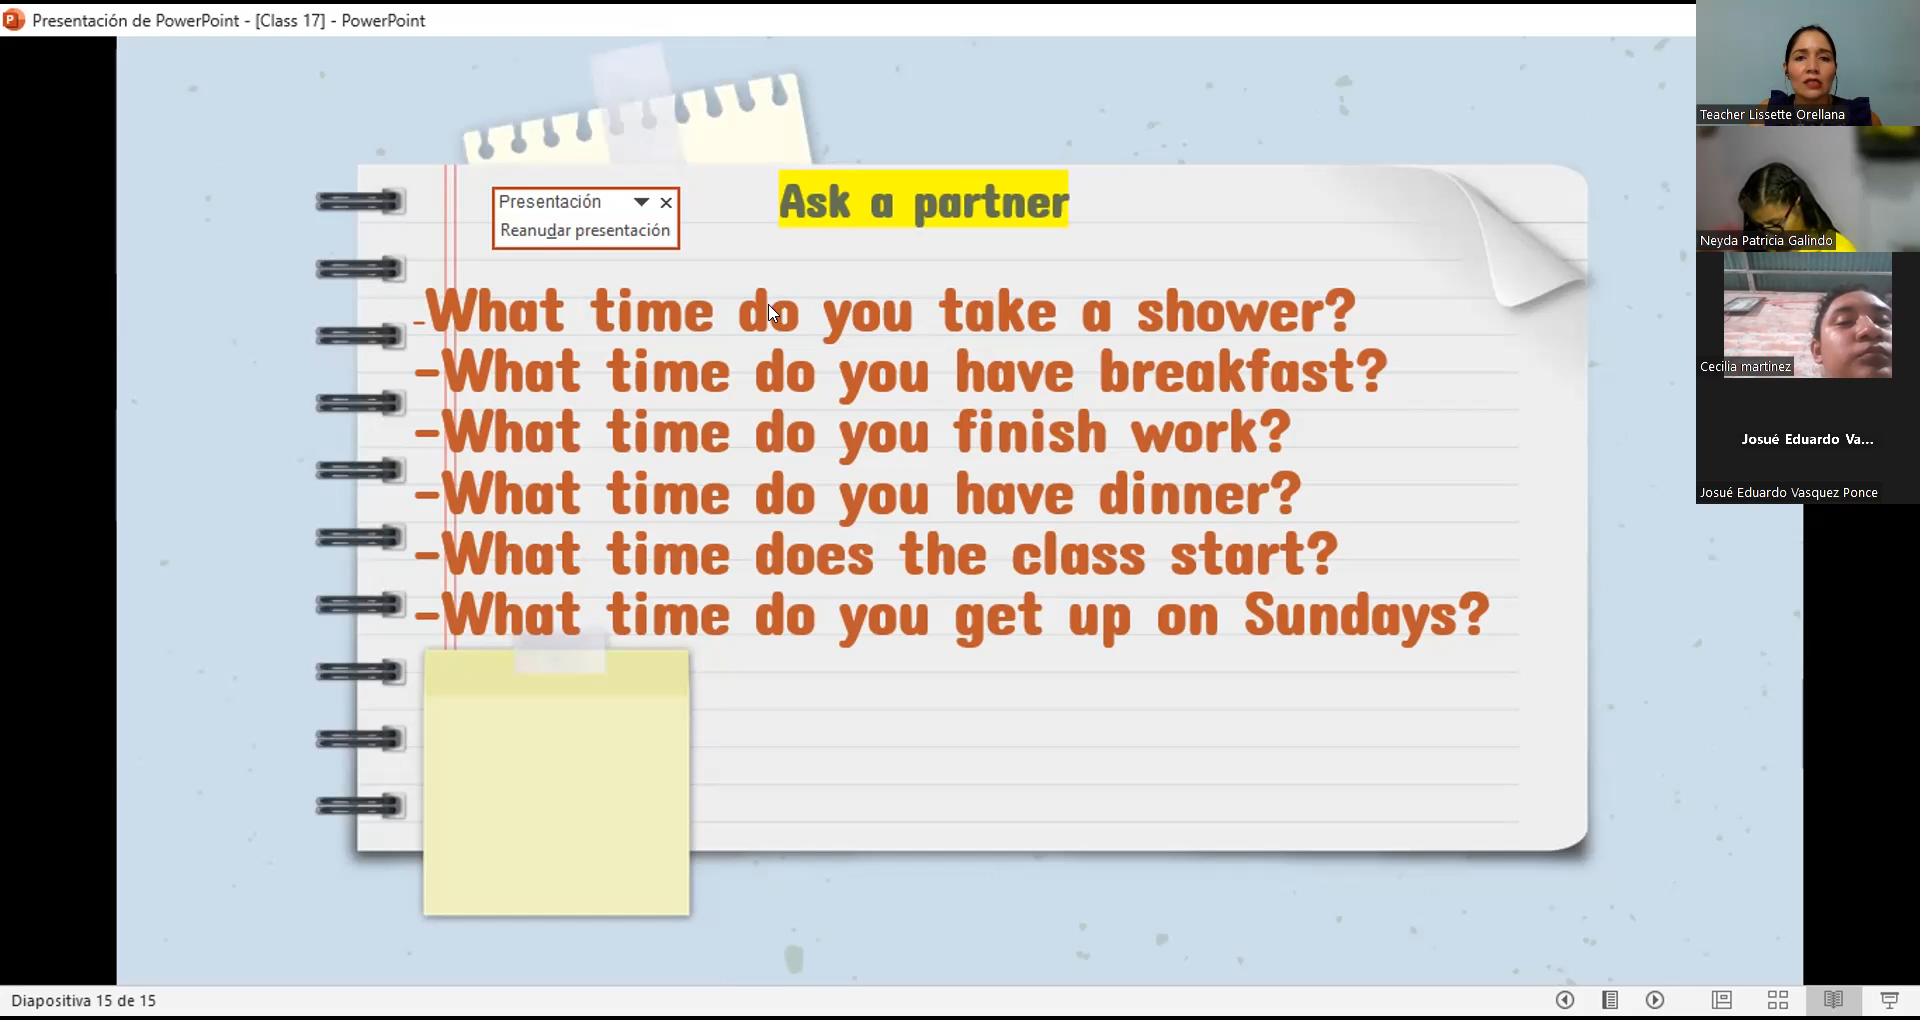 Presentación de PowerPoint - [Class 17] - PowerPoint
Teacher Lissette Orellana
Ask a partner
Presentación
Reanudar presentación
Neyda Patricia Galindo
-What time do you take a shower?
-What time do you have breakfast?
Cecilia martinez
-What time do you finish work?
Josué Eduardo Va...
-What time do you have dinner?
Josué Eduardo Vasquez Ponce
-What time does the class start?
-What time do you get up on Sundays?
Diapositiva 15 de 15